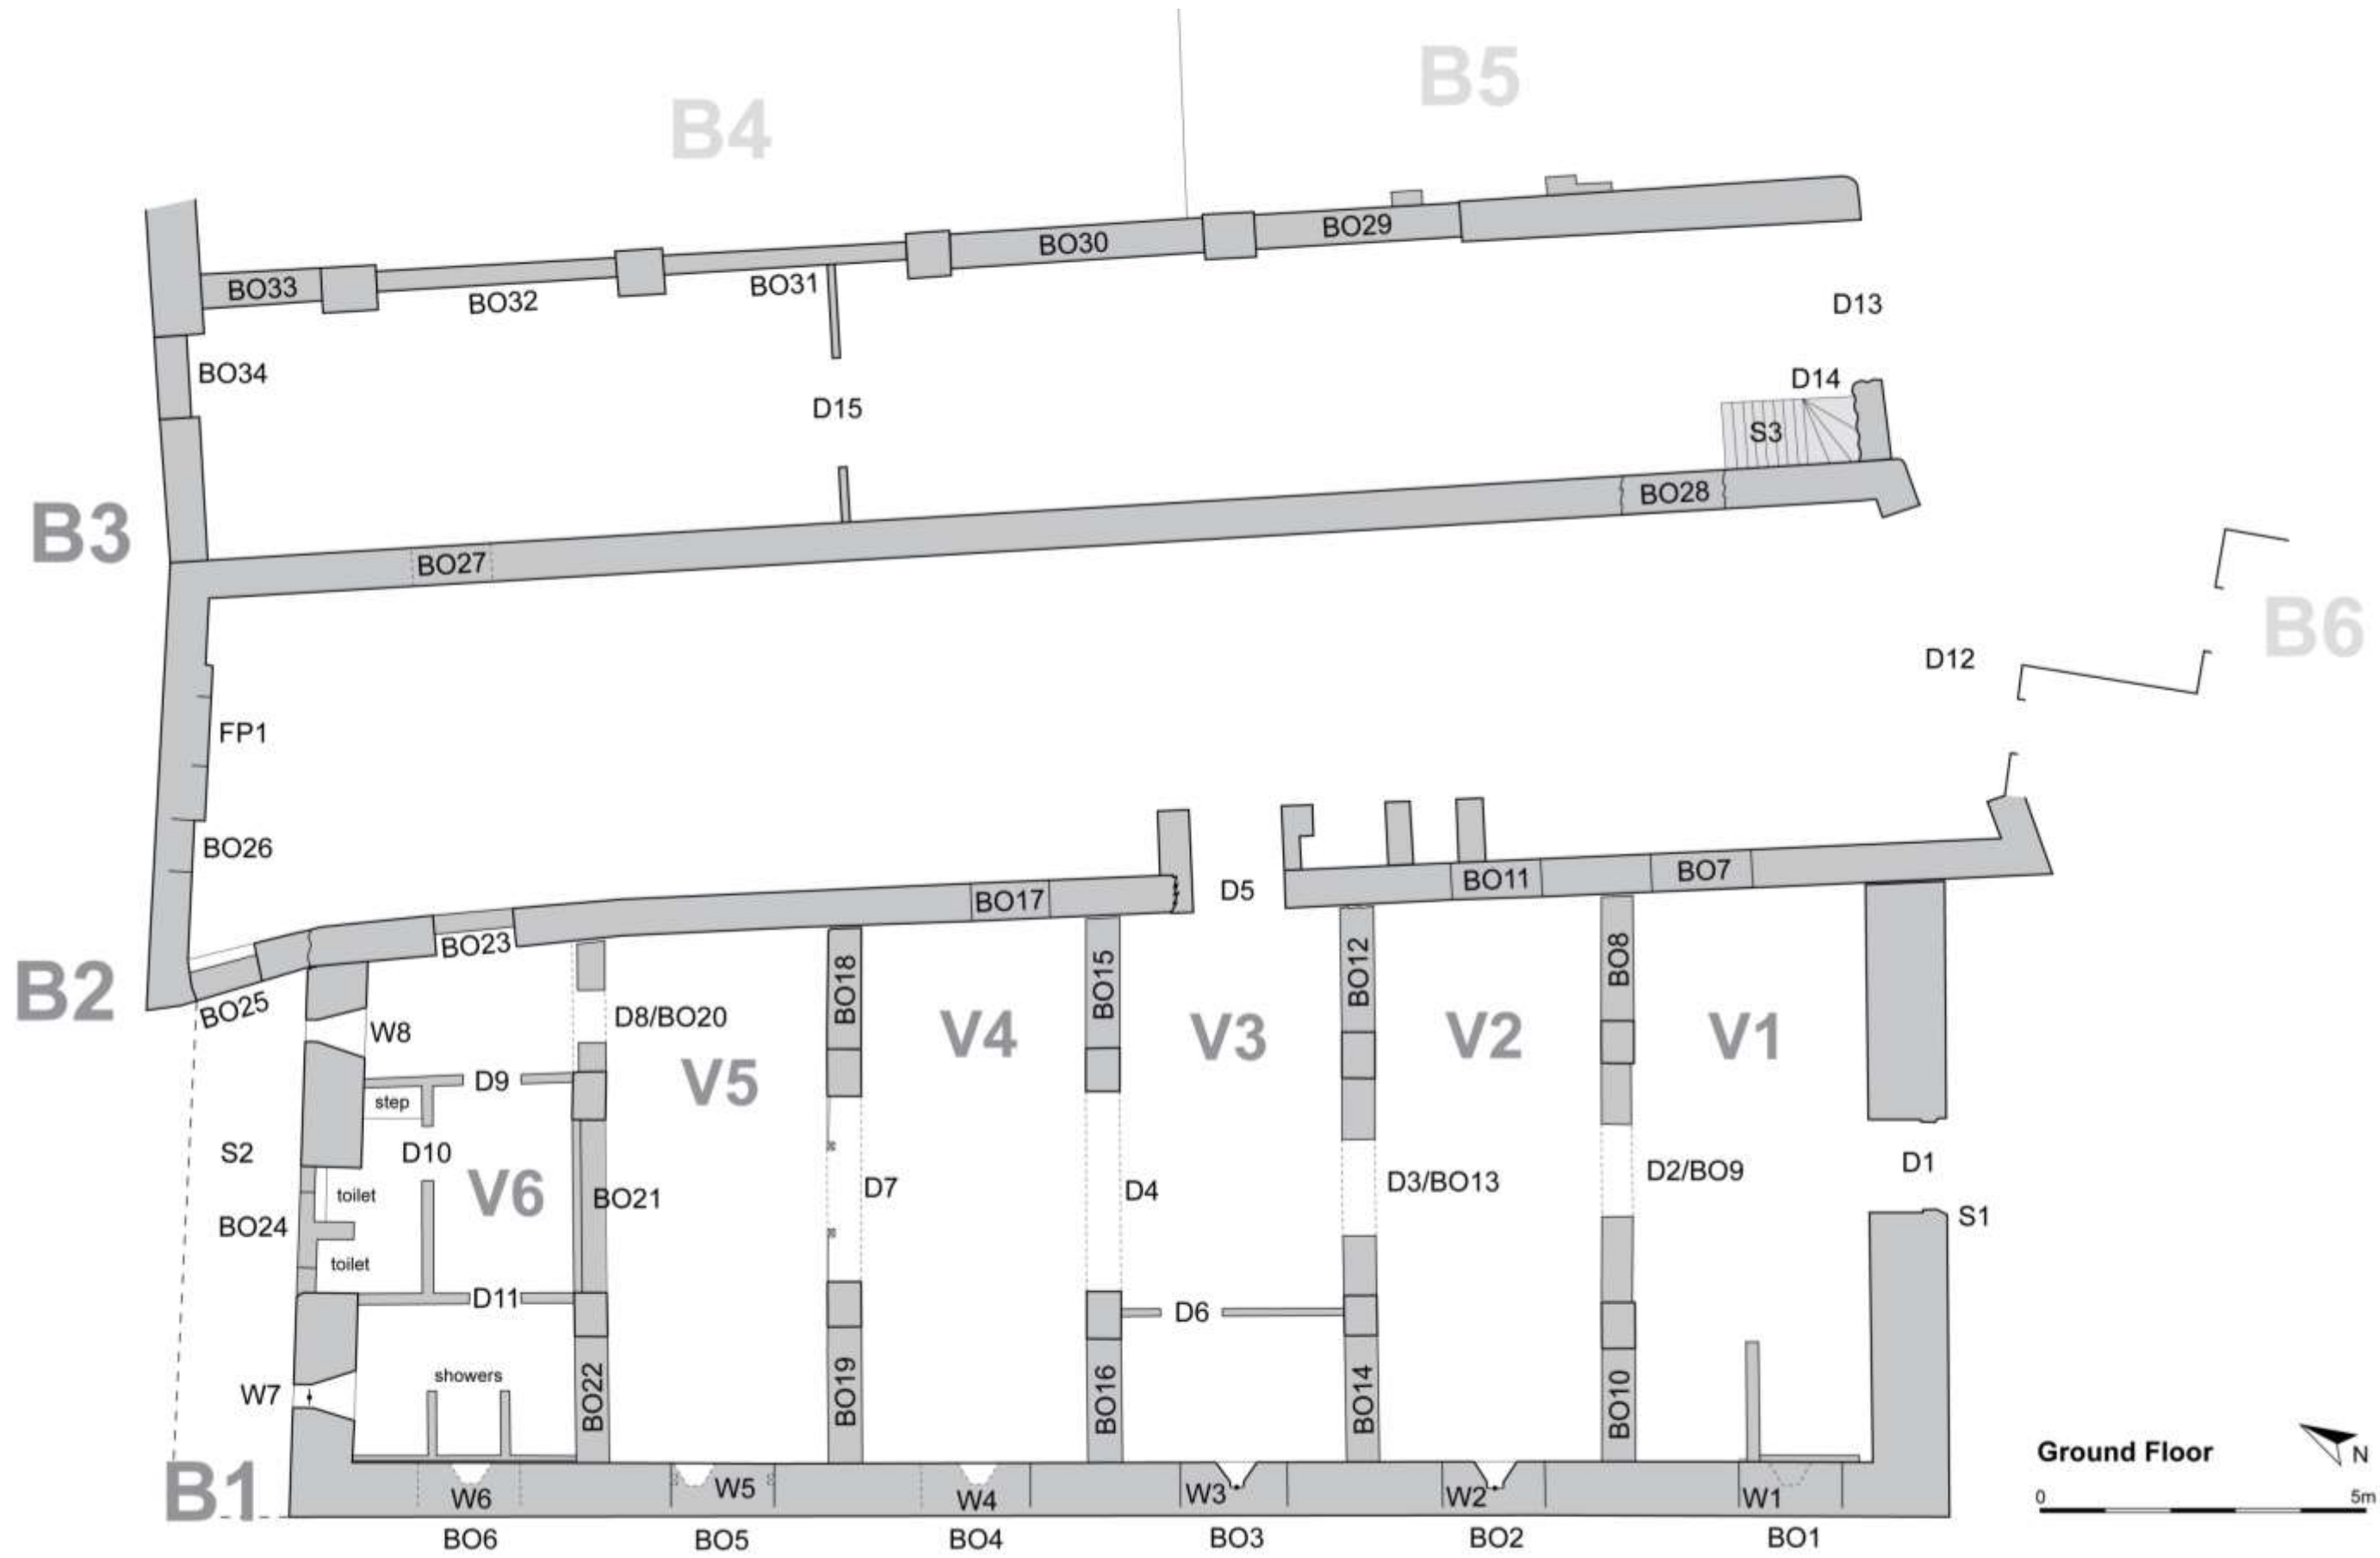 B5
B4
BO29
BO30
BO33
BO32
BO31
D13
BO34
D14
D15
S3
BO28
B3
BO27
B6
D12
FP1
BO26
BO7
BO11
D5
BO17
BO23
BO25
B2
BO18
BO15
BO12
BO8
W8
D8/BO20
V5
V4
V3
V2
V1
D9
step
S2
D10
V6
toilet
BO21
D7
D4
D3/BO13
D2/BO9
D1
S1
BO24
toilet
D11
D6
showers
W7
BO22
BO19
BO16
BO14
BO10
B1
W6
W5
W4
W3
W2
W1
BO6
BO5
BO4
BO3
BO2
BO1
Ground Floor
N
0 5m